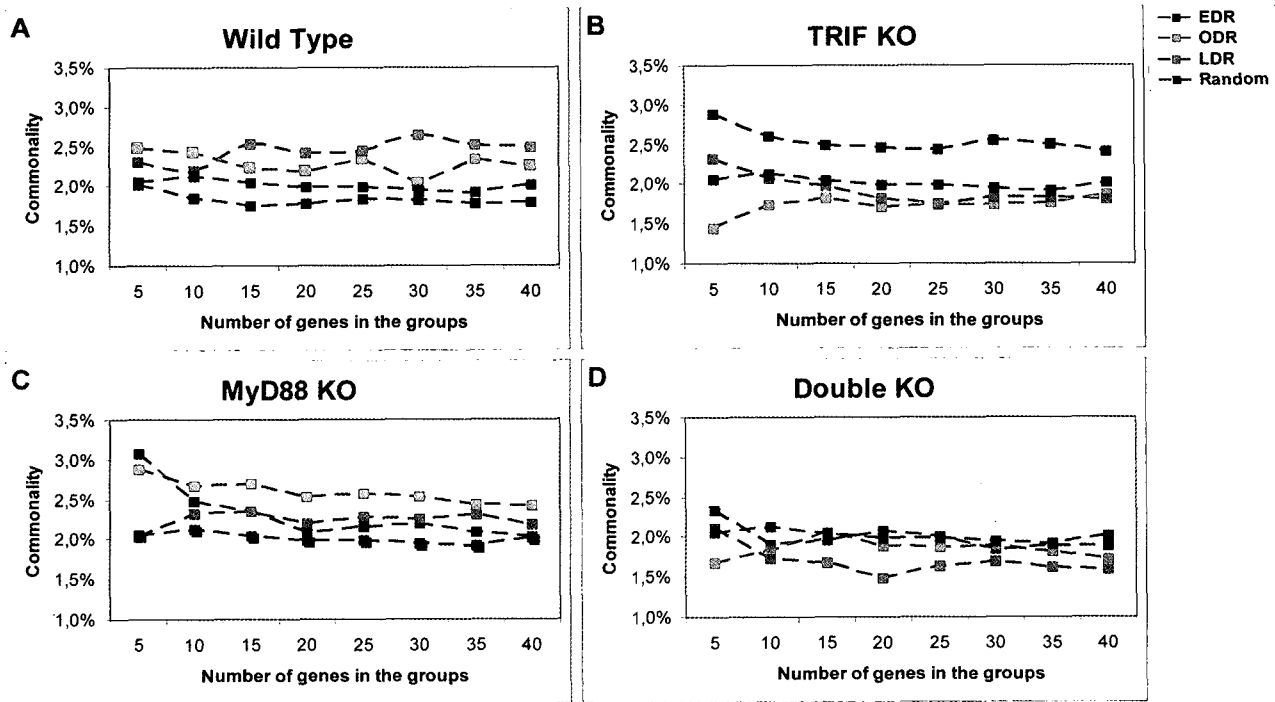 A
Wild Type
3,5%
3,0%
2,5%
2,0%
1,5%
1,0%
Commonality
5 10 15 20 25 30 35 40
Number of genes in the groups
B
TRIF KO
3,5%
3,0%
2,5%
2,0%
1,5%
1,0%
Commonality
5 10 15 20 25 30 35 40
Number of genes in the groups
EDR
ODR
LDR
Random
C
MyD88 KO
3,5%
3,0%
2,5%
2,0%
1,5%
1,0%
Commonality
5 10 15 20 25 30 35 40
Number of genes in the groups
D
Double KO
3,5%
3,0%
2,5%
2,0%
1,5%
1,0%
Commonality
5 10 15 20 25 30 35 40
Number of genes in the groups